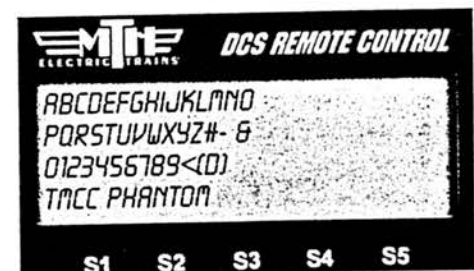 MTH
ELECTRIC TRAINS
DCS REMOTE CONTROL
ABCDEFGHIJKLMNO
PQRSTUVWXYZ#- &
0123456789<(D)
TMCC PHANTOM
S1 S2 S3 S4 S5